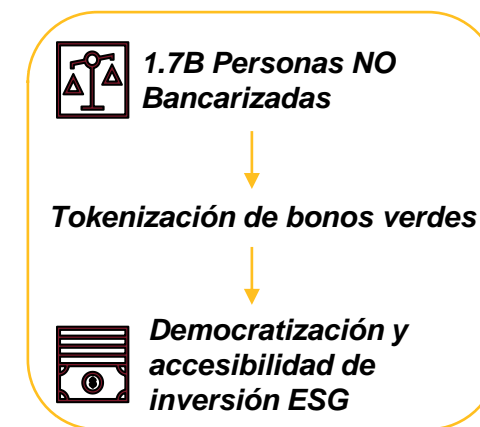 1.7B Personas NO
Bancarizadas
Tokenización de bonos verdes
Democratización y
accesibilidad de
inversión ESG